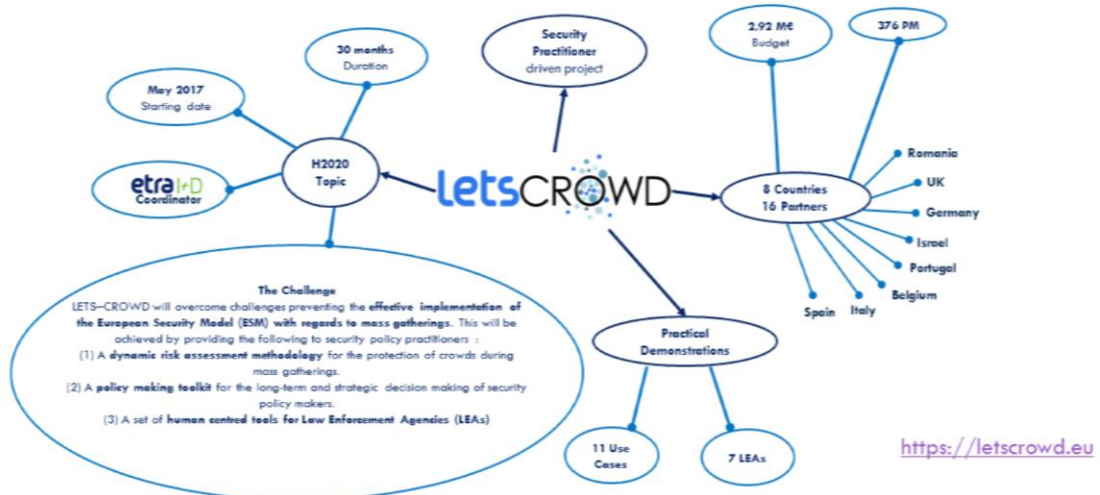 30 months
Duration
May 2017
Starting date
etra I+D
Coordinator
H2020
Topic
Security
Practitioner
driven project
2,92 M€
Budget
376 PM
LETSCROWD
8 Countries
16 Partners
Romania
UK
Germany
Israel
Portugal
Belgium
Italy
Spain
The Challenge
LETS–CROWD will overcome challenges preventing the effective implementation of
the European Security Model (ESM) with regards to mass gatherings. This will be
achieved by providing the following to security policy practitioners :
(1) A dynamic risk assessment methodology for the protection of crowds during
mass gatherings.
(2) A policy making toolkit for the long-term and strategic decision making of security
policy makers.
(3) A set of human centred tools for Law Enforcement Agencies (LEAs)
Practical
Demonstrations
11 Use
Cases
7 LEAs
https://letscrowd.eu